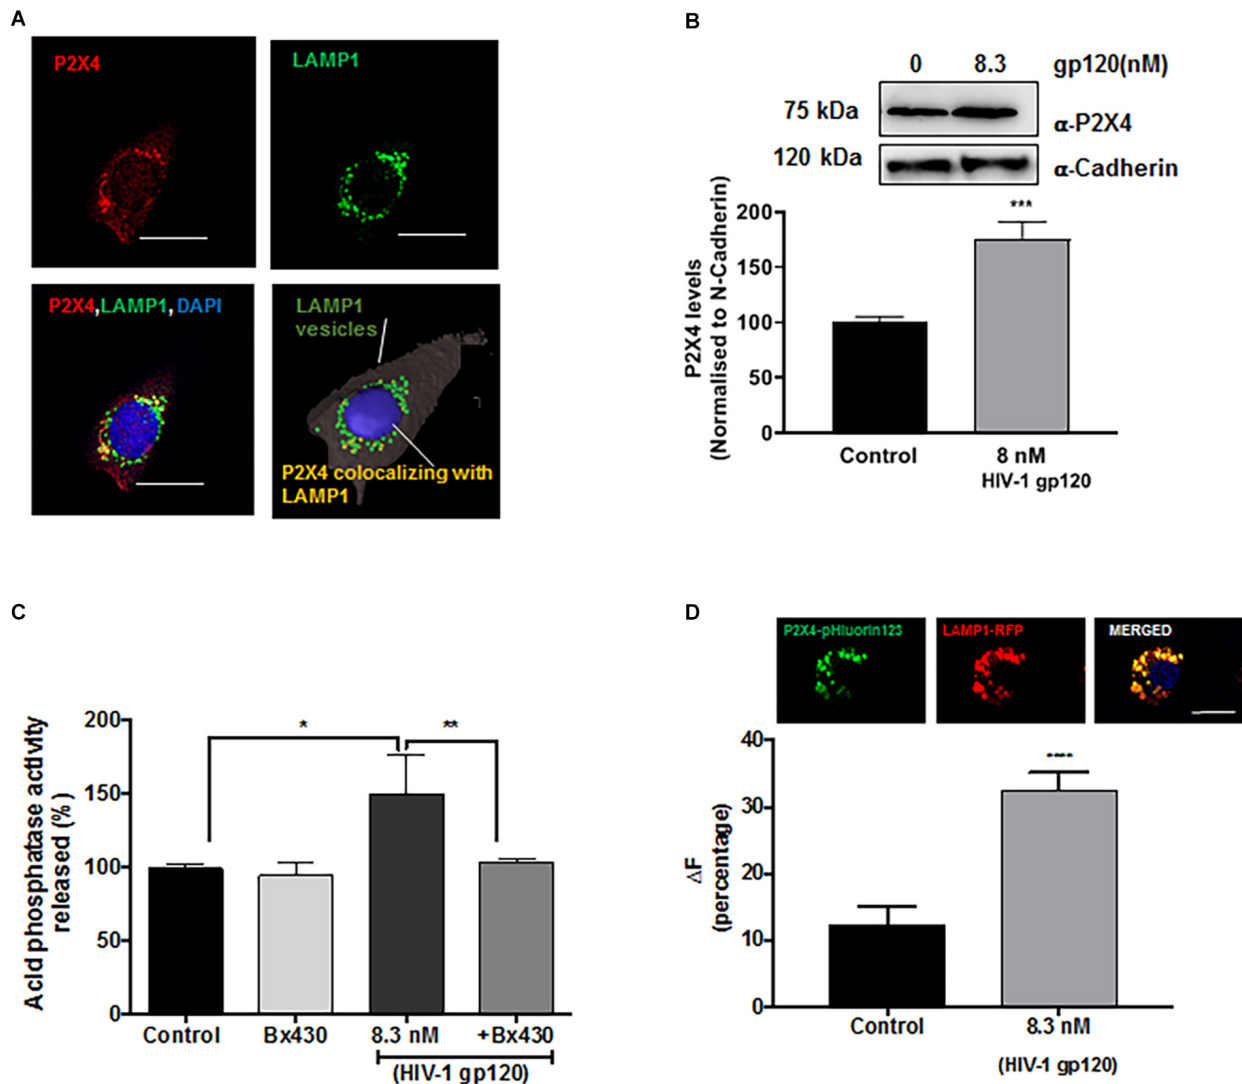 A
P2X4
LAMP1
P2X4,LAMP1,DAPI
LAMP1
vesicles
P2X4 colocalizing with
LAMP1
B
0 8.3 gp120(nM)
75 kDa
α-P2X4
120 kDa
α-Cadherin
P2X4 levels
(Normalised to N-Cadherin)
200
150
100
50
0
***
Control
8 nM
HIV-1 gp120
C
Acid phosphatase activity
released (%)
200
150
100
50
0
*
**
Control
Bx430
8.3 nM
+Bx430
(HIV-1 gp120)
D
P2X4-pHluorin123
LAMP1-RFP
MERGED
ΔF
(percentage)
40
30
20
10
0
****
Control
8.3 nM
(HIV-1 gp120)